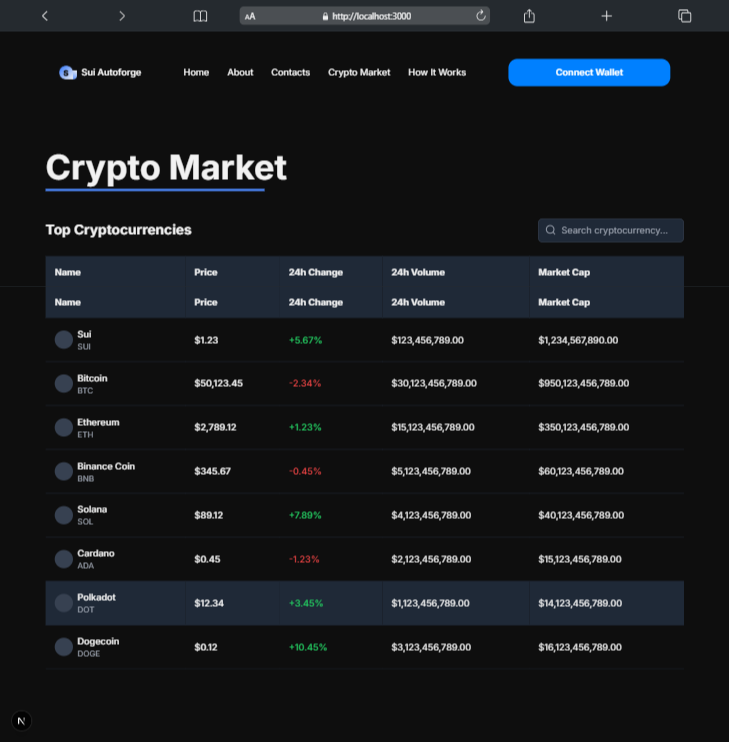 AA http://localhost:3000
S Sui Autoforge Home About Contacts Crypto Market How It Works Connect Wallet
Crypto Market
Top Cryptocurrencies Search cryptocurrency...
Name Price 24h Change 24h Volume Market Cap
Name Price 24h Change 24h Volume Market Cap
Sui
SUI
$1.23 +5.67% $123,456,789.00 $1,234,567,890.00
Bitcoin
BTC
$50,123.45 -2.34% $30,123,456,789.00 $950,123,456,789.00
Ethereum
ETH
$2,789.12 +1.23% $15,123,456,789.00 $350,123,456,789.00
Binance Coin
BNB
$345.67 -0.45% $5,123,456,789.00 $60,123,456,789.00
Solana
SOL
$89.12 +7.89% $4,123,456,789.00 $40,123,456,789.00
Cardano
ADA
$0.45 -1.23% $2,123,456,789.00 $15,123,456,789.00
Polkadot
DOT
$12.34 +3.45% $1,123,456,789.00 $14,123,456,789.00
Dogecoin
DOGE
$0.12 +10.45% $3,123,456,789.00 $16,123,456,789.00
N